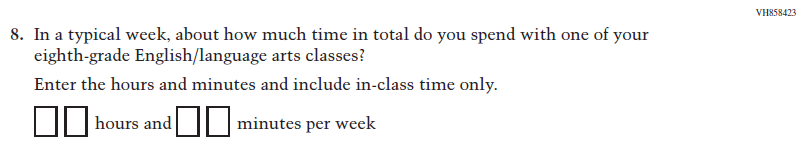 VH858423
8. In a typical week, about how much time in total do you spend with one of your
eighth-grade English/language arts classes?
Enter the hours and minutes and include in-class time only.
hours and minutes per week